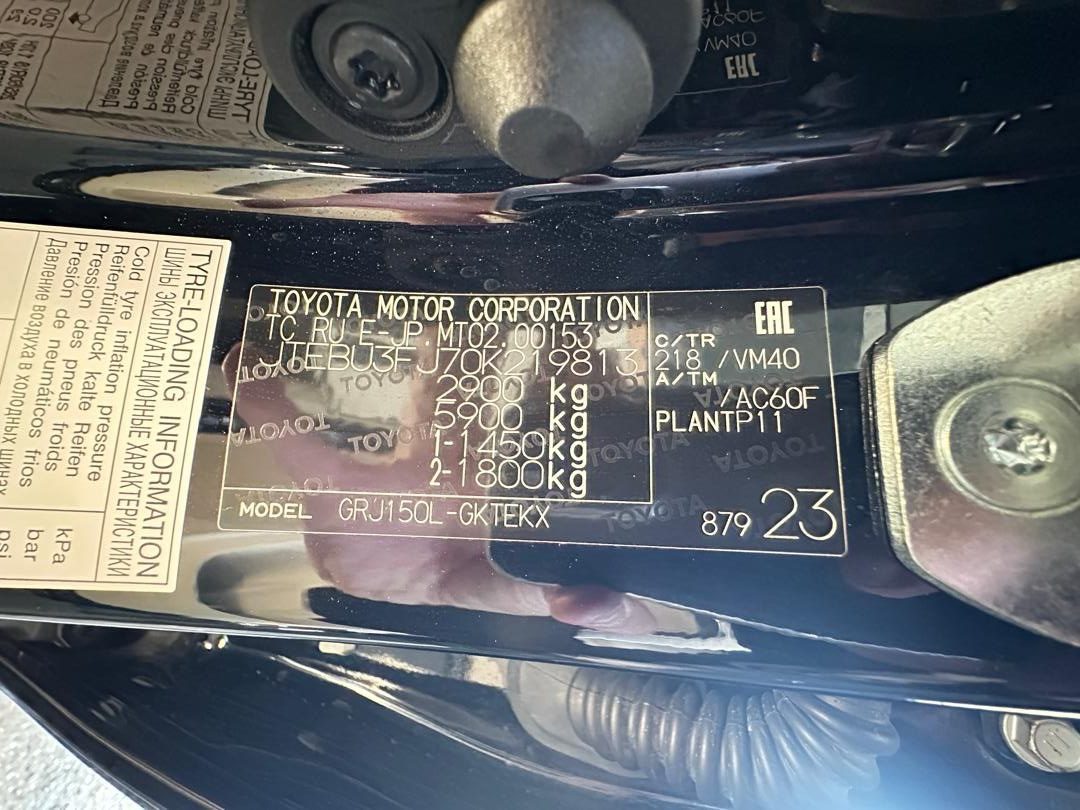 TOYOTA MOTOR CORPORATION
TC RU E-JP.MT02.00153
JTEBU3FJ70K219813
2900 kg
5900 kg
1-1450kg
2-1800kg
MODEL GRJ150L-GKTEKX
EAC
C/TR
218 /VM40
A/TM
/AC60F
PLANTP11
879 23
TYRE-LOADING INFORMATION
ШИНЫ ЭКСПЛУАТАЦИОННЫЕ ХАРАКТЕРИСТИКИ
Cold tyre inflation pressure
Reifenfülldruck kalte Reifen
Pression des pneus froids
Presión de neumáticos frios
Давление воздуха в холодных шинах
kPa
bar
psi